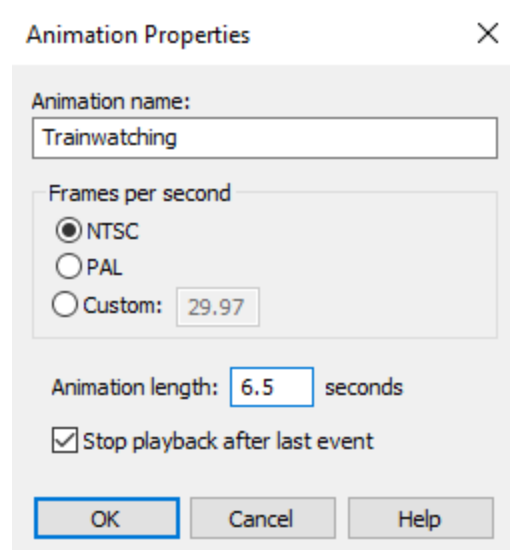 Animation Properties
Animation name:
Trainwatching
Frames per second
NTSC
PAL
Custom: 29.97
Animation length: 6.5 seconds
Stop playback after last event
OK Cancel Help